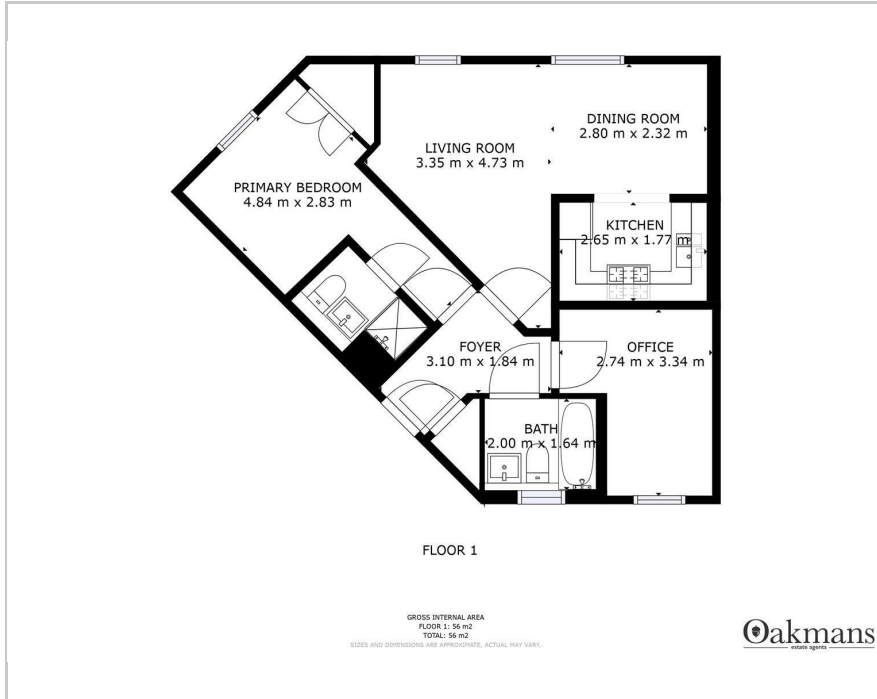 DINING ROOM
2.80 m x 2.32 m
LIVING ROOM
3.35 m x 4.73 m
PRIMARY BEDROOM
4.84 m x 2.83 m
KITCHEN
2.65 m x 1.77 m
FOYER
3.10 m x 1.84 m
OFFICE
2.74 m x 3.34 m
BATH
2.00 m x 1.64 m
FLOOR 1
GROSS INTERNAL AREA
FLOOR 1: 56 m2
TOTAL: 56 m2
SIZES AND DIMENSIONS ARE APPROXIMATE, ACTUAL MAY VARY.
Oakmans
estate agents